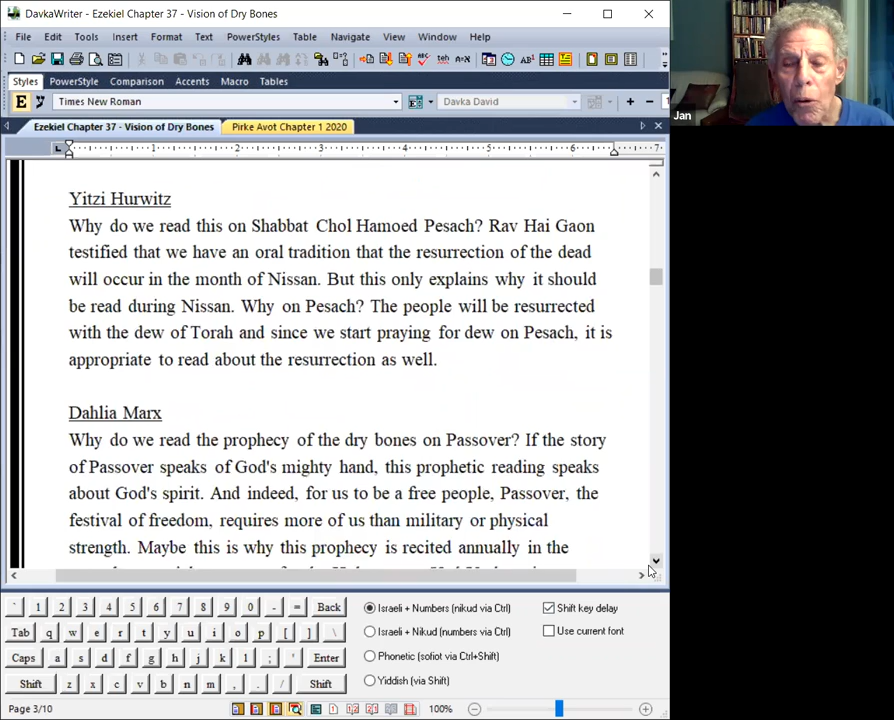 DavkaWriter - Ezekiel Chapter 37 - Vision of Dry Bones
File Edit Tools Insert Format Text PowerStyles Table Navigate View Window Help
Styles PowerStyle Comparison Accents Macro Tables
E Times New Roman Davka David
Ezekiel Chapter 37 - Vision of Dry Bones Pirke Avot Chapter 1 2020
1 2 3 4 5 6 7
Jan
Yitzi Hurwitz
Why do we read this on Shabbat Chol Hamoed Pesach? Rav Hai Gaon
testified that we have an oral tradition that the resurrection of the dead
will occur in the month of Nissan. But this only explains why it should
be read during Nissan. Why on Pesach? The people will be resurrected
with the dew of Torah and since we start praying for dew on Pesach, it is
appropriate to read about the resurrection as well.
Dahlia Marx
Why do we read the prophecy of the dry bones on Passover? If the story
of Passover speaks of God's mighty hand, this prophetic reading speaks
about God's spirit. And indeed, for us to be a free people, Passover, the
festival of freedom, requires more of us than military or physical
strength. Maybe this is why this prophecy is recited annually in the
` 1 2 3 4 5 6 7 8 9 0 - = Back
Tab q w e r t y u i o p [ ] \
Caps a s d f g h j k l ; ' Enter
Shift z x c v b n m , . / Shift
Israeli + Numbers (nikud via Ctrl)
Israeli + Nikud (numbers via Ctrl)
Phonetic (sofiot via Ctrl+Shift)
Yiddish (via Shift)
Shift key delay
Use current font
Page 3/10 100%